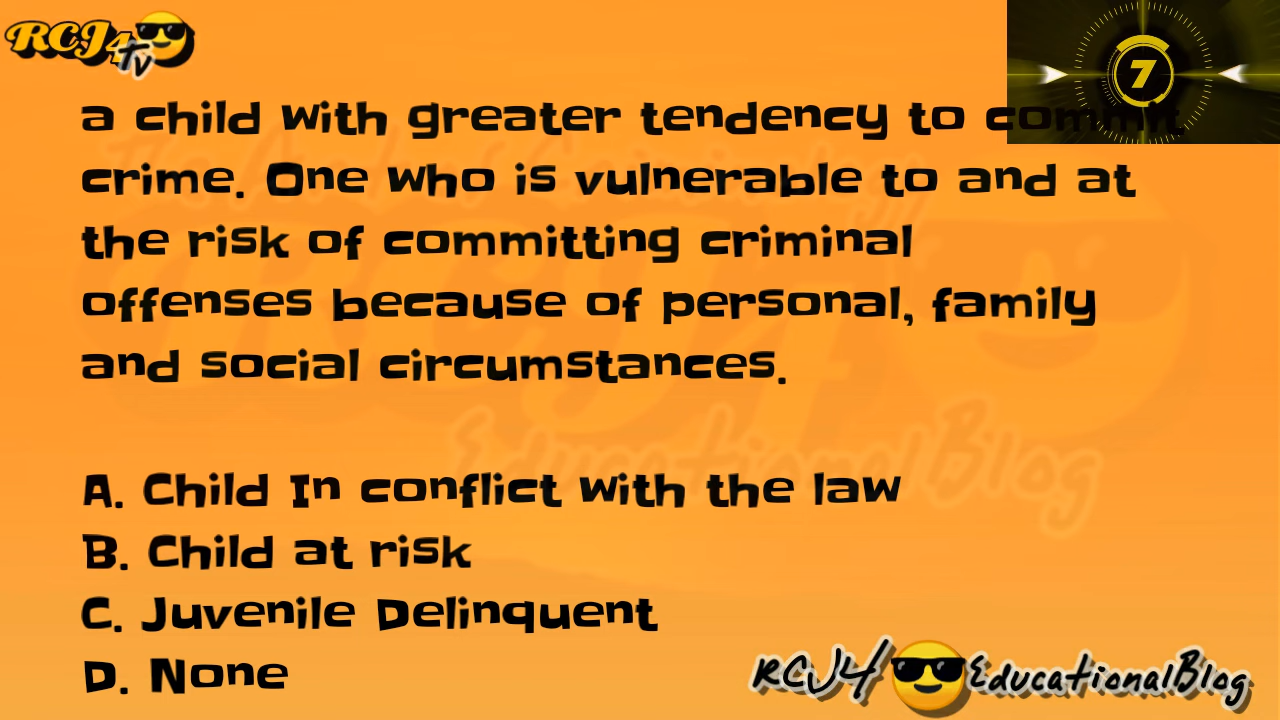 RCJ4
Tv
7
a child with greater tendency to commit
crime. One who is vulnerable to and at
the risk of committing criminal
offenses because of personal, family
and social circumstances.
EducationalBlog
A. Child In conflict with the law
B. Child at risk
C. Juvenile Delinquent
D. None
RCJ4 EducationalBlog